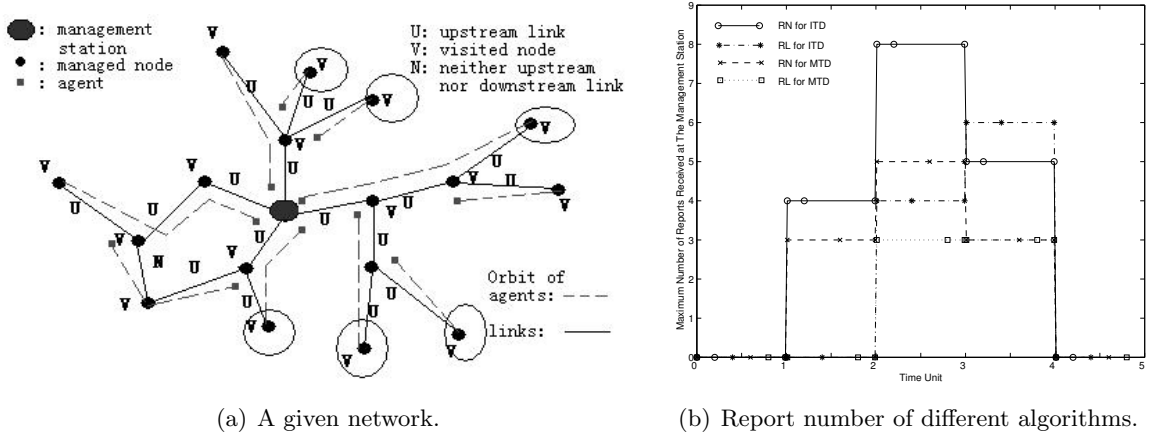 : management
station
: managed node
: agent
U: upstream link
V: visited node
N: neither upstream
nor downstream link
V
V
U
U
U
V
V
U
V
U
V
V
U
V
U
U
V
U
U
V
U
U
V
N
U
V
U
U
U
V
U
V
U
V
V
Orbit of
agents:
links:
(a) A given network.
Maximum Number of Reports Received at The Management Station
9
8
7
6
5
4
3
2
1
0
RN for ITD
RL for ITD
RN for MTD
RL for MTD
0
1
2
3
4
5
Time Unit
(b) Report number of different algorithms.